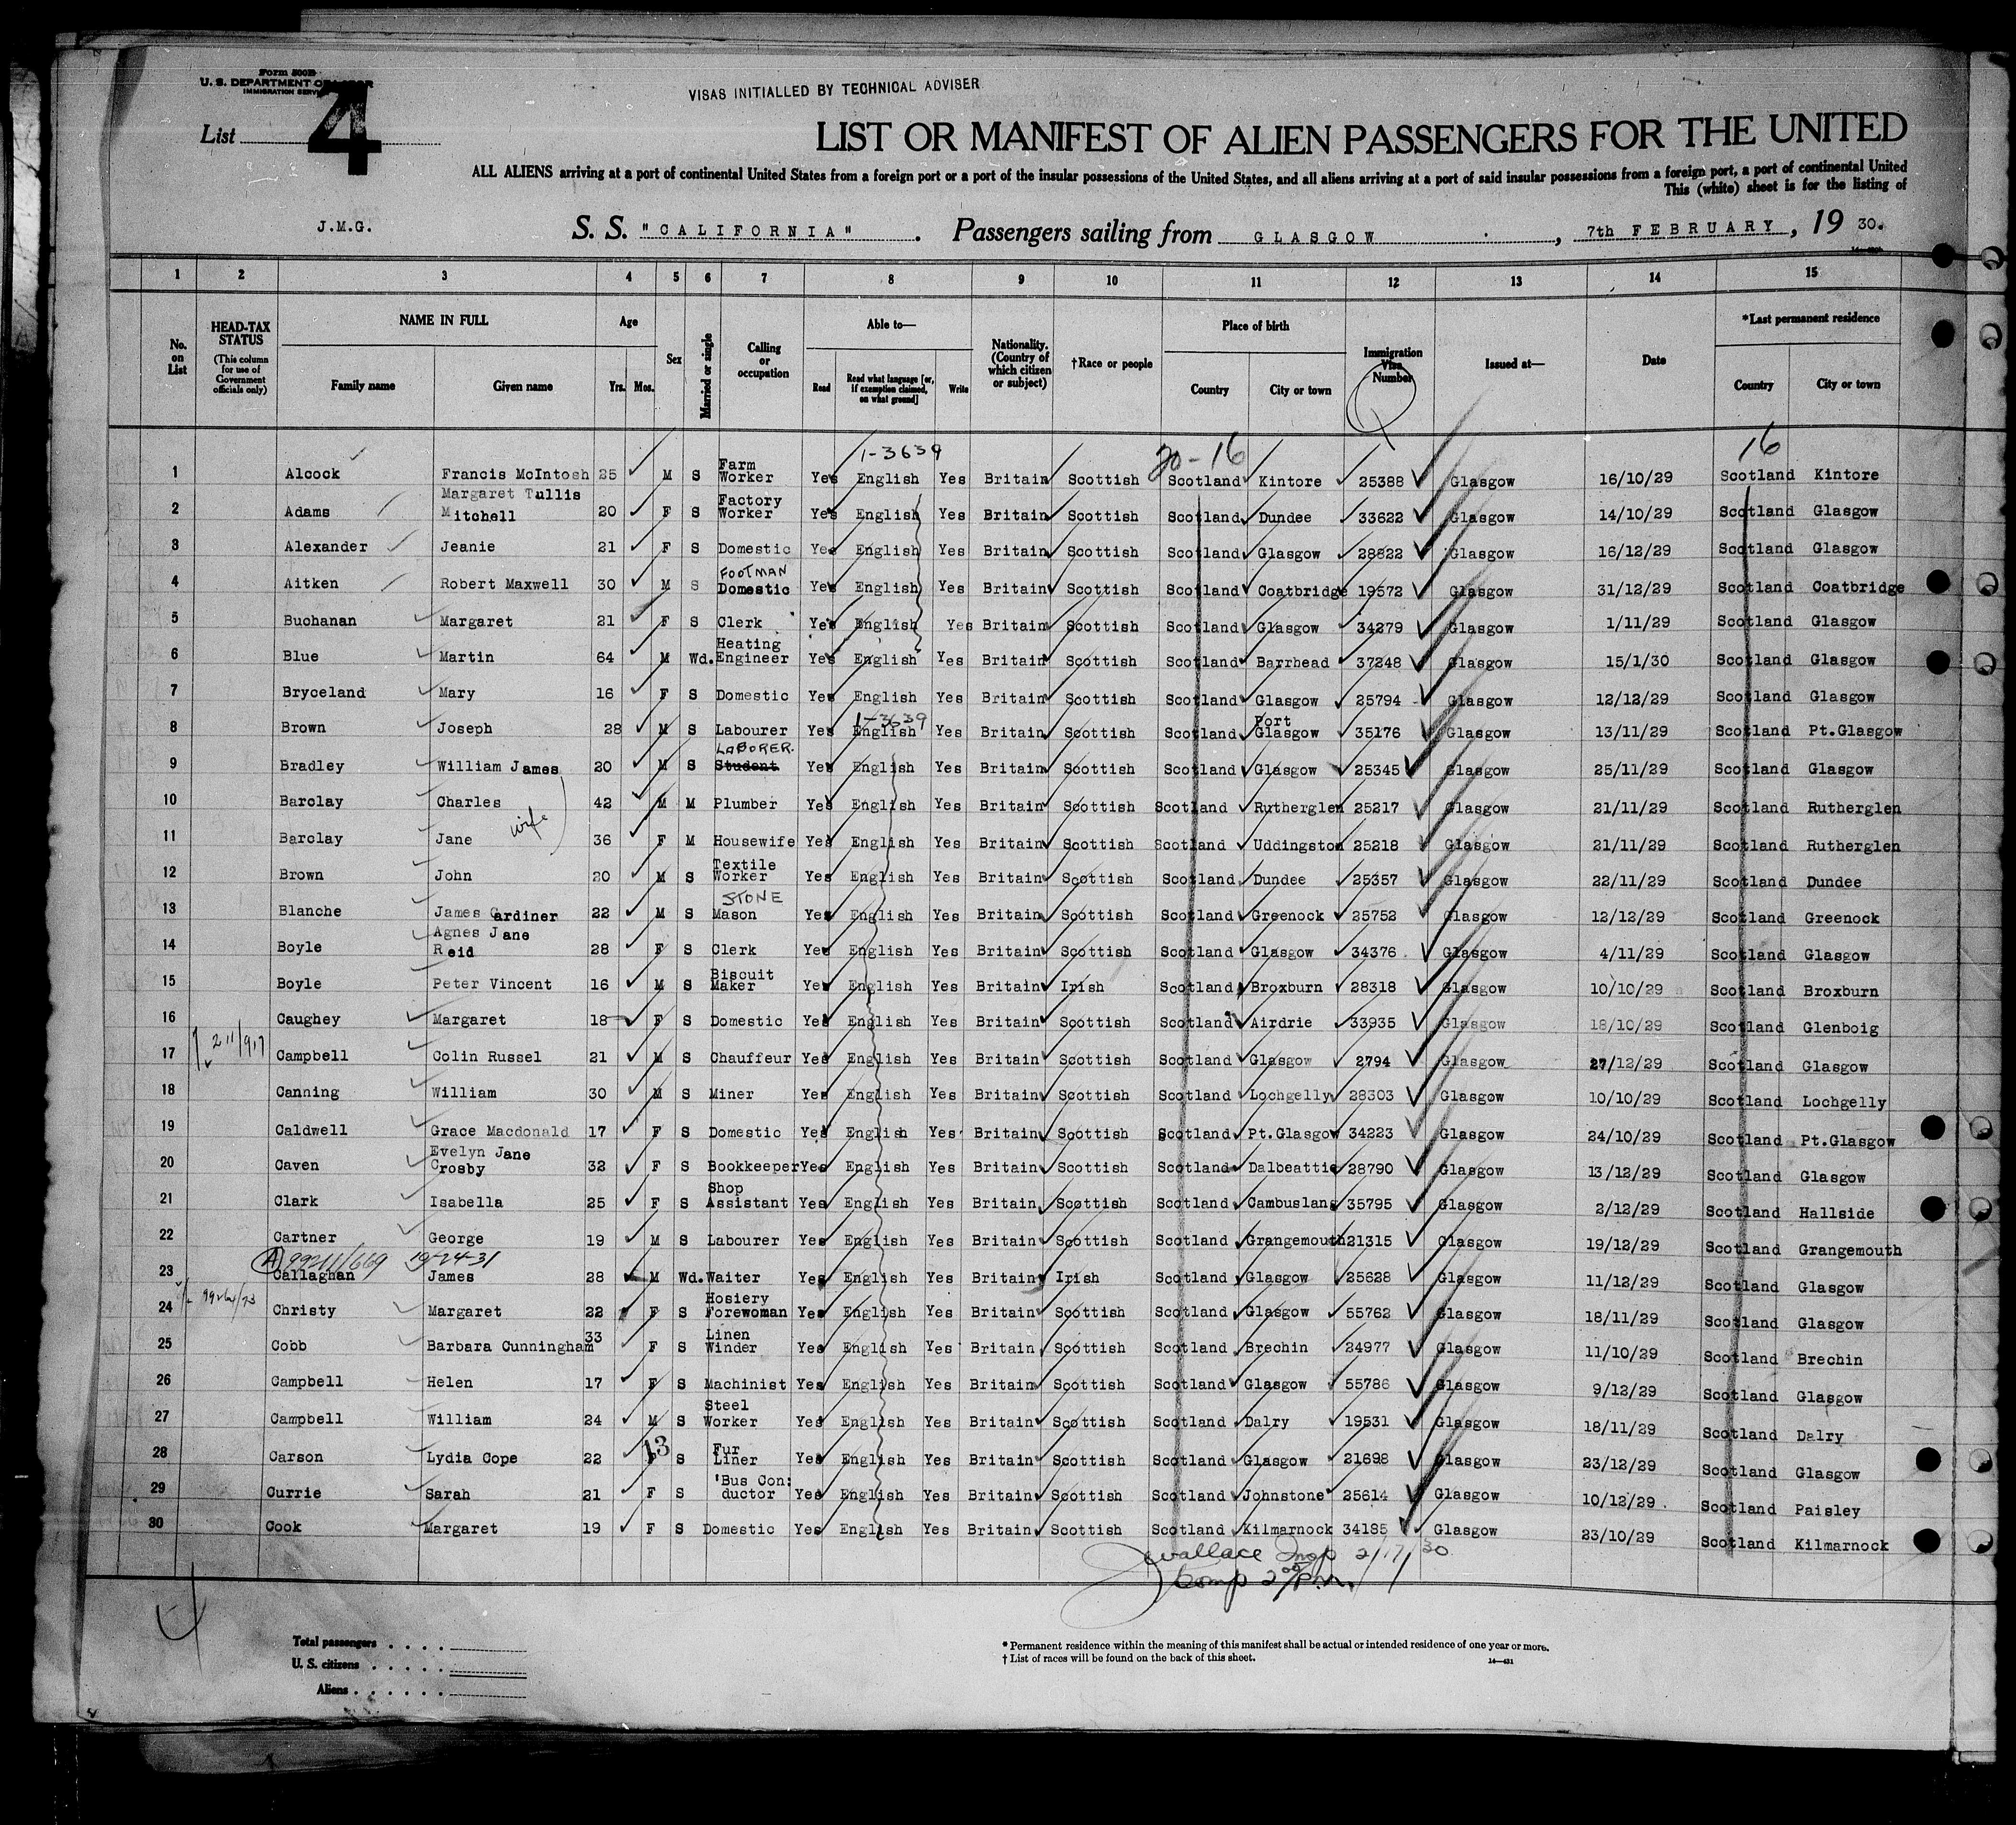 Form 500B
U. S. DEPARTMENT OF LABOR
IMMIGRATION SERVICE
VISAS INITIALLED BY TECHNICAL ADVISER
List 4
LIST OR MANIFEST OF ALIEN PASSENGERS FOR THE UNITED
ALL ALIENS arriving at a port of continental United States from a foreign port or a port of the insular possessions of the United States, and all aliens arriving at a port of said insular possessions from a foreign port, a port of continental United
This (white) sheet is for the listing of
J.M.G. S. S. "CALIFORNIA". Passengers sailing from GLASGOW, 7th FEBRUARY, 19 30.
1 2 3 4 5 6 7 8 9 10 11 12 13 14 15
No. on List HEAD-TAX STATUS (This column for use of Government officials only) NAME IN FULL Family name Given name Age Yrs. Mos. Sex Married or single Calling or occupation Able to— Read Read what language [or, if exemption claimed, on what ground] Write Nationality. (Country of which citizen or subject) †Race or people Place of birth Country City or town Immigration Visa Number Issued at— Date *Last permanent residence Country City or town
1-3639 20-16 16
1 Alcock Francis McIntosh 25 M S Farm Worker Yes English Yes Britain Scottish Scotland Kintore 25388 Glasgow 16/10/29 Scotland Kintore
2 Adams Margaret Tullis Mitchell 20 F S Factory Worker Yes English Yes Britain Scottish Scotland Dundee 33622 Glasgow 14/10/29 Scotland Glasgow
3 Alexander Jeanie 21 F S Domestic Yes English Yes Britain Scottish Scotland Glasgow 28822 Glasgow 16/12/29 Scotland Glasgow
4 Aitken Robert Maxwell 30 M S FOOTMAN Domestic Yes English Yes Britain Scottish Scotland Coatbridge 19572 Glasgow 31/12/29 Scotland Coatbridge
5 Buchanan Margaret 21 F S Clerk Yes English Yes Britain Scottish Scotland Glasgow 34279 Glasgow 1/11/29 Scotland Glasgow
6 Blue Martin 64 M Wd. Heating Engineer Yes English Yes Britain Scottish Scotland Barrhead 37248 Glasgow 15/1/30 Scotland Glasgow
7 Bryceland Mary 16 F S Domestic Yes English Yes Britain Scottish Scotland Glasgow 25794 Glasgow 12/12/29 Scotland Glasgow
8 Brown Joseph 28 M S Labourer Yes 1-3639 English Yes Britain Scottish Scotland Port Glasgow 35176 Glasgow 13/11/29 Scotland Pt.Glasgow
9 Bradley William James 20 M S LABORER. Student Yes English Yes Britain Scottish Scotland Glasgow 25345 Glasgow 25/11/29 Scotland Glasgow
10 Barclay Charles 42 M M Plumber Yes English Yes Britain Scottish Scotland Rutherglen 25217 Glasgow 21/11/29 Scotland Rutherglen
11 Barclay Jane wife 36 F M Housewife Yes English Yes Britain Scottish Scotland Uddingston 25218 Glasgow 21/11/29 Scotland Rutherglen
12 Brown John 20 M S Textile Worker Yes English Yes Britain Scottish Scotland Dundee 25357 Glasgow 22/11/29 Scotland Dundee
13 Blanche James Gardiner 22 M S STONE Mason Yes English Yes Britain Scottish Scotland Greenock 25752 Glasgow 12/12/29 Scotland Greenock
14 Boyle Agnes Jane Reid 28 F S Clerk Yes English Yes Britain Scottish Scotland Glasgow 34376 Glasgow 4/11/29 Scotland Glasgow
15 Boyle Peter Vincent 16 M S Biscuit Maker Yes English Yes Britain Irish Scotland Broxburn 28318 Glasgow 10/10/29 Scotland Broxburn
16 Caughey Margaret 18 F S Domestic Yes English Yes Britain Scottish Scotland Airdrie 33935 Glasgow 18/10/29 Scotland Glenboig
17 Campbell Colin Russel 21 M S Chauffeur Yes English Yes Britain Scottish Scotland Glasgow 2794 Glasgow 27/12/29 Scotland Glasgow
18 Canning William 30 M S Miner Yes English Yes Britain Scottish Scotland Lochgelly 28303 Glasgow 10/10/29 Scotland Lochgelly
19 Caldwell Grace Macdonald 17 F S Domestic Yes English Yes Britain Scottish Scotland Pt.Glasgow 34223 Glasgow 24/10/29 Scotland Pt.Glasgow
20 Caven Evelyn Jane Crosby 32 F S Bookkeeper Yes English Yes Britain Scottish Scotland Dalbeattie 28790 Glasgow 13/12/29 Scotland Glasgow
21 Clark Isabella 25 F S Shop Assistant Yes English Yes Britain Scottish Scotland Cambuslang 35795 Glasgow 2/12/29 Scotland Hallside
22 Cartner George 19 M S Labourer Yes English Yes Britain Scottish Scotland Grangemouth 21315 Glasgow 19/12/29 Scotland Grangemouth
23 Callaghan James 28 M Wd. Waiter Yes English Yes Britain Irish Scotland Glasgow 25628 Glasgow 11/12/29 Scotland Glasgow
24 Christy Margaret 22 F S Hosiery Forewoman Yes English Yes Britain Scottish Scotland Glasgow 55762 Glasgow 18/11/29 Scotland Glasgow
25 Cobb Barbara Cunningham 33 F S Linen Winder Yes English Yes Britain Scottish Scotland Brechin 24977 Glasgow 11/10/29 Scotland Brechin
26 Campbell Helen 17 F S Machinist Yes English Yes Britain Scottish Scotland Glasgow 55786 Glasgow 9/12/29 Scotland Glasgow
27 Campbell William 24 M S Steel Worker Yes English Yes Britain Scottish Scotland Dalry 19531 Glasgow 18/11/29 Scotland Dalry
28 Carson Lydia Cope 22 13 F S Fur Liner Yes English Yes Britain Scottish Scotland Glasgow 21698 Glasgow 23/12/29 Scotland Glasgow
29 Currie Sarah 21 F S 'Bus Con: ductor Yes English Yes Britain Scottish Scotland Johnstone 25614 Glasgow 10/12/29 Scotland Paisley
30 Cook Margaret 19 F S Domestic Yes English Yes Britain Scottish Scotland Kilmarnock 34185 Glasgow 23/10/29 Scotland Kilmarnock
Wallace Insp 2/17/30
Comp 2 00 P.M.
4
Total passengers
U. S. citizens
Aliens
* Permanent residence within the meaning of this manifest shall be actual or intended residence of one year or more.
† List of races will be found on the back of this sheet.
14—431